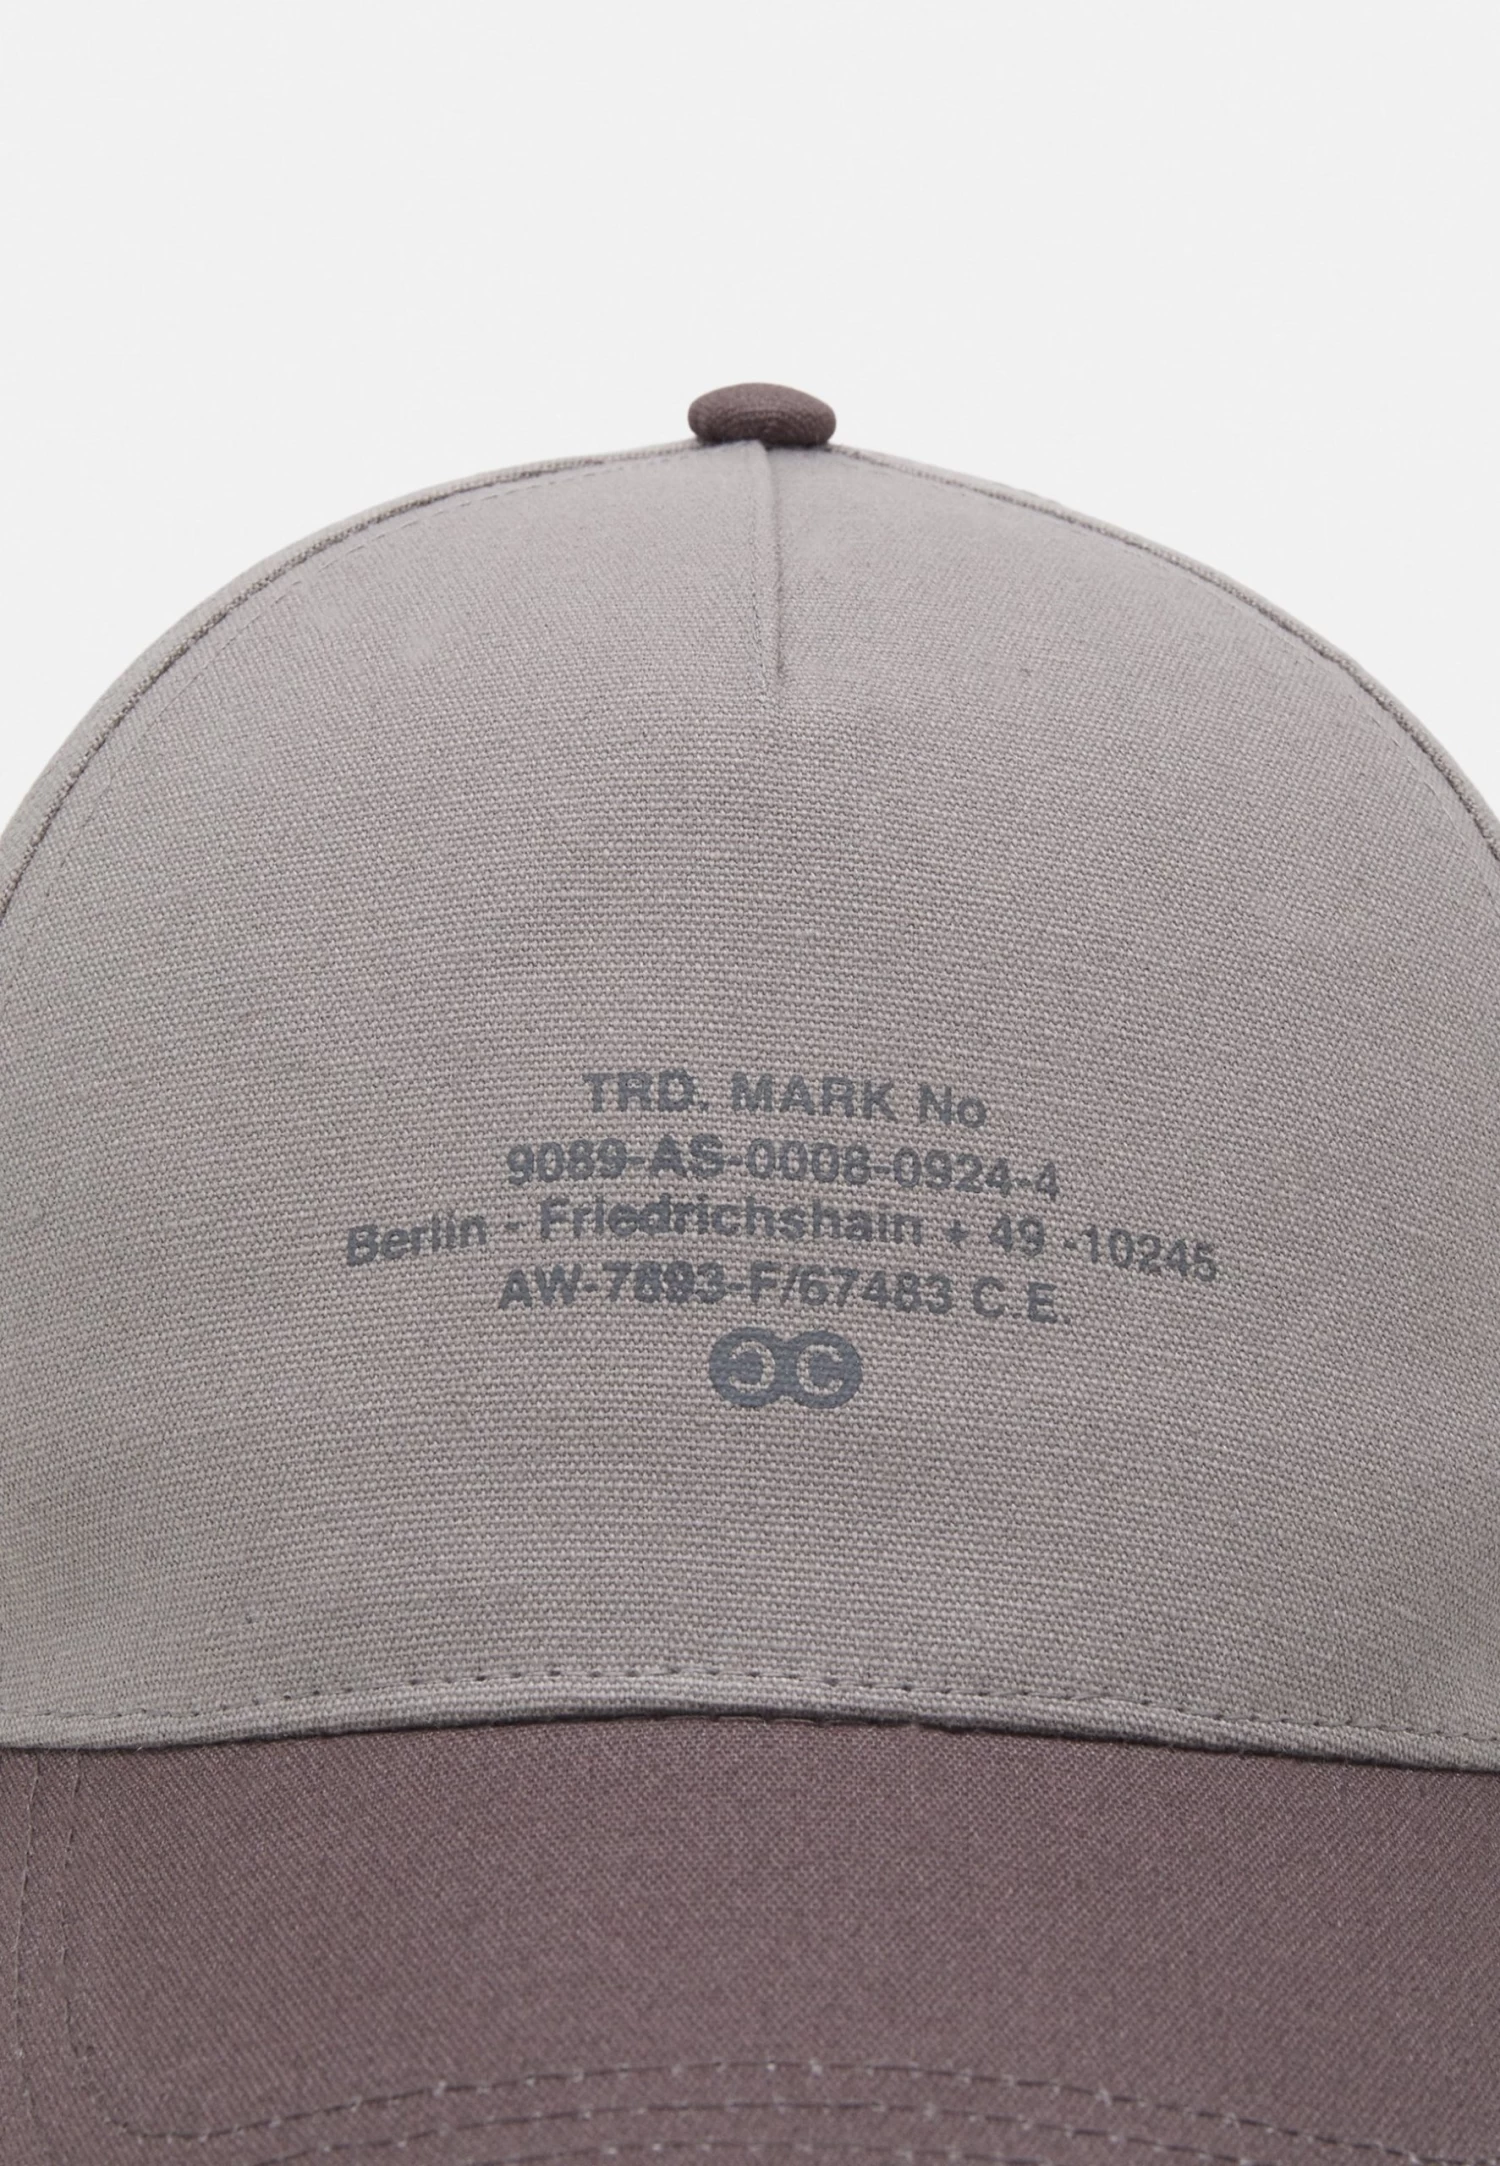 TRD. MARK No
9089-AS-0008-0924-4
Berlin - Friedrichshain + 49 -10245
AW-7893-F/67483 C.E.